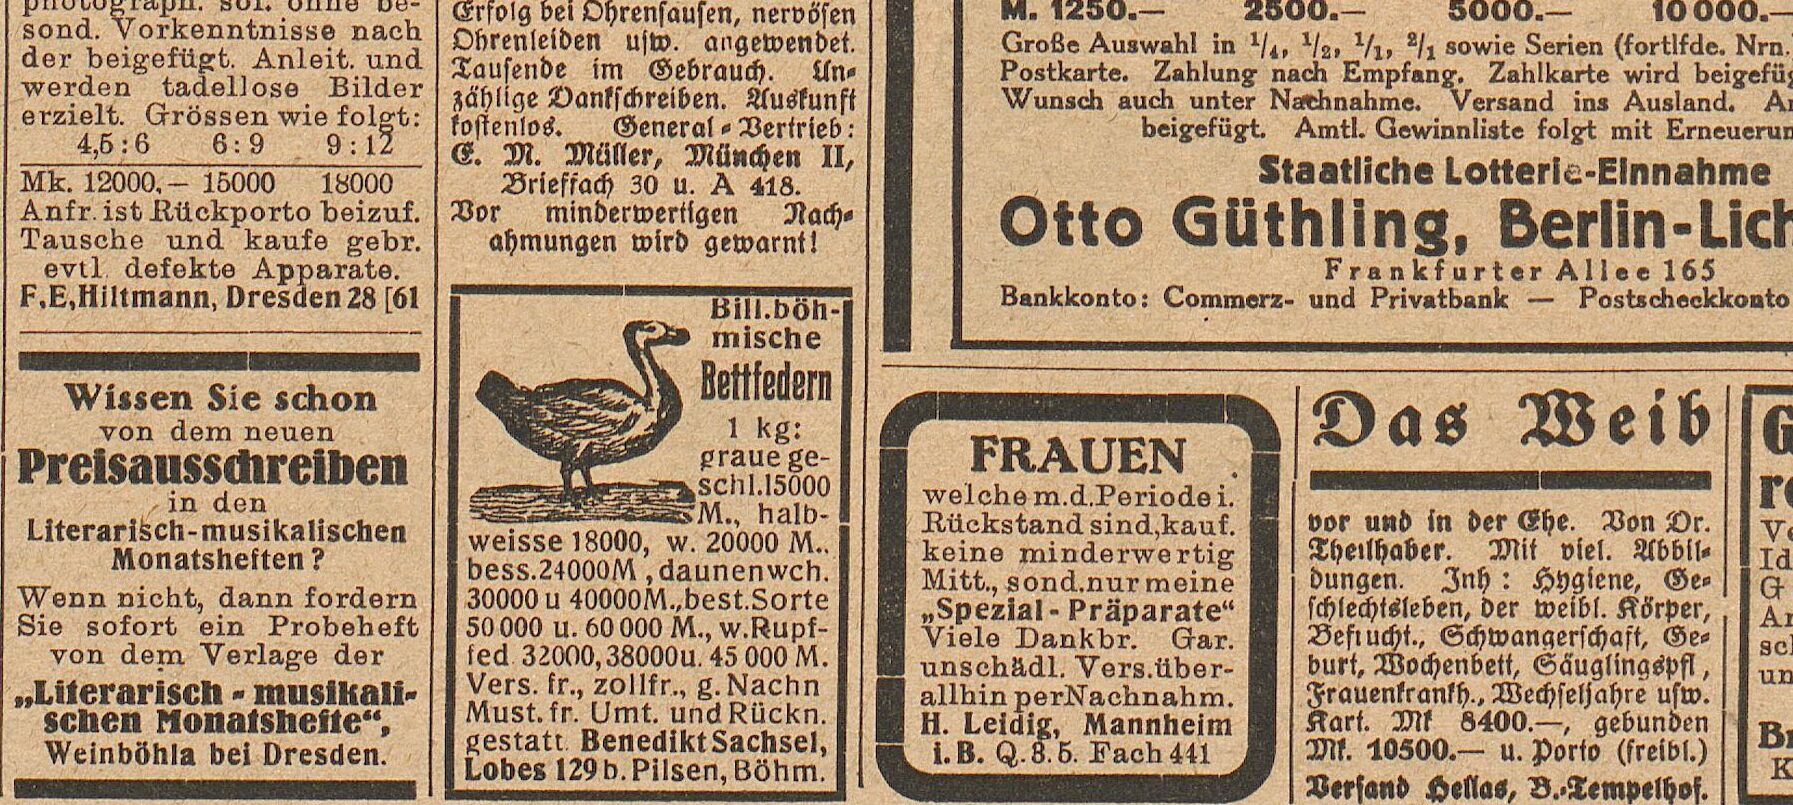 photograph. sol. ohne be-
sond. Vorkenntnisse nach
der beigefügt. Anleit. und
werden tadellose Bilder
erzielt. Grössen wie folgt:
4,5:6 6:9 9:12
Mk. 12000,— 15000 18000
Anfr. ist Rückporto beizuf.
Tausche und kaufe gebr.
evtl. defekte Apparate.
F,E,Hiltmann, Dresden 28 [61
Wissen Sie schon
von dem neuen
Preisausschreiben
in den
Literarisch-musikalischen
Monatsheften?
Wenn nicht, dann fordern
Sie sofort ein Probeheft
von dem Verlage der
„Literarisch - musikali-
schen Monatshefte“,
Weinböhla bei Dresden.
Erfolg bei Ohrensausen, nervösen
Ohrenleiden usw. angewendet.
Tausende im Gebrauch. Un-
zählige Dankschreiben. Auskunft
kostenlos. General-Vertrieb:
E. M. Müller, München II,
Brieffach 30 u. A 418.
Vor minderwertigen Nach-
ahmungen wird gewarnt!
Bill.böh-
mische
Bettfedern
1 kg:
graue ge-
schl.15000
M., halb-
weisse 18000, w. 20000 M..
bess.24000M ,daunenwch.
30000 u 40000M.,best.Sorte
50000 u. 60000 M., w.Rupf-
fed. 32000,38000u. 45000 M.
Vers. fr., zollfr., g. Nachn
Must. fr. Umt. und Rückn.
gestatt. Benedikt Sachsel,
Lobes 129 b. Pilsen, Böhm.
M. 1250.— 2500.— 5000.— 10000.—
Große Auswahl in 1/4, 1/2, 1/1, 2/1 sowie Serien (fortlfde. Nrn.
Postkarte. Zahlung nach Empfang. Zahlkarte wird beigefüg
Wunsch auch unter Nachnahme. Versand ins Ausland.
beigefügt. Amtl. Gewinnliste folgt mit Erneuerun
Staatliche Lotterie-Einnahme
Otto Güthling, Berlin-Lich
Frankfurter Allee 165
Bankkonto: Commerz- und Privatbank — Postscheckkonto
FRAUEN
welche m.d.Periode i.
Rückstand sind,kauf.
keine minderwertig
Mitt., sond.nur meine
„Spezial-Präparate“
Viele Dankbr. Gar.
unschädl. Vers.über-
allhin per Nachnahm.
H. Leidig, Mannheim
i.B. Q.8.5. Fach 441
Das Weib
vor und in der Ehe. Von Dr.
Theilhaber. Mit viel. Abbil-
dungen. Inh: Hygiene, Ge-
schlechtsleben, der weibl. Körper,
Befrucht., Schwangerschaft, Ge-
burt, Wochenbett, Säuglingspfl,
Frauenkrankh., Wechseljahre usw.
Kart. Mk 8400.—, gebunden
Mk. 10500.— u. Porto (freibl.)
Versand Hellas, B.-Tempelhof.